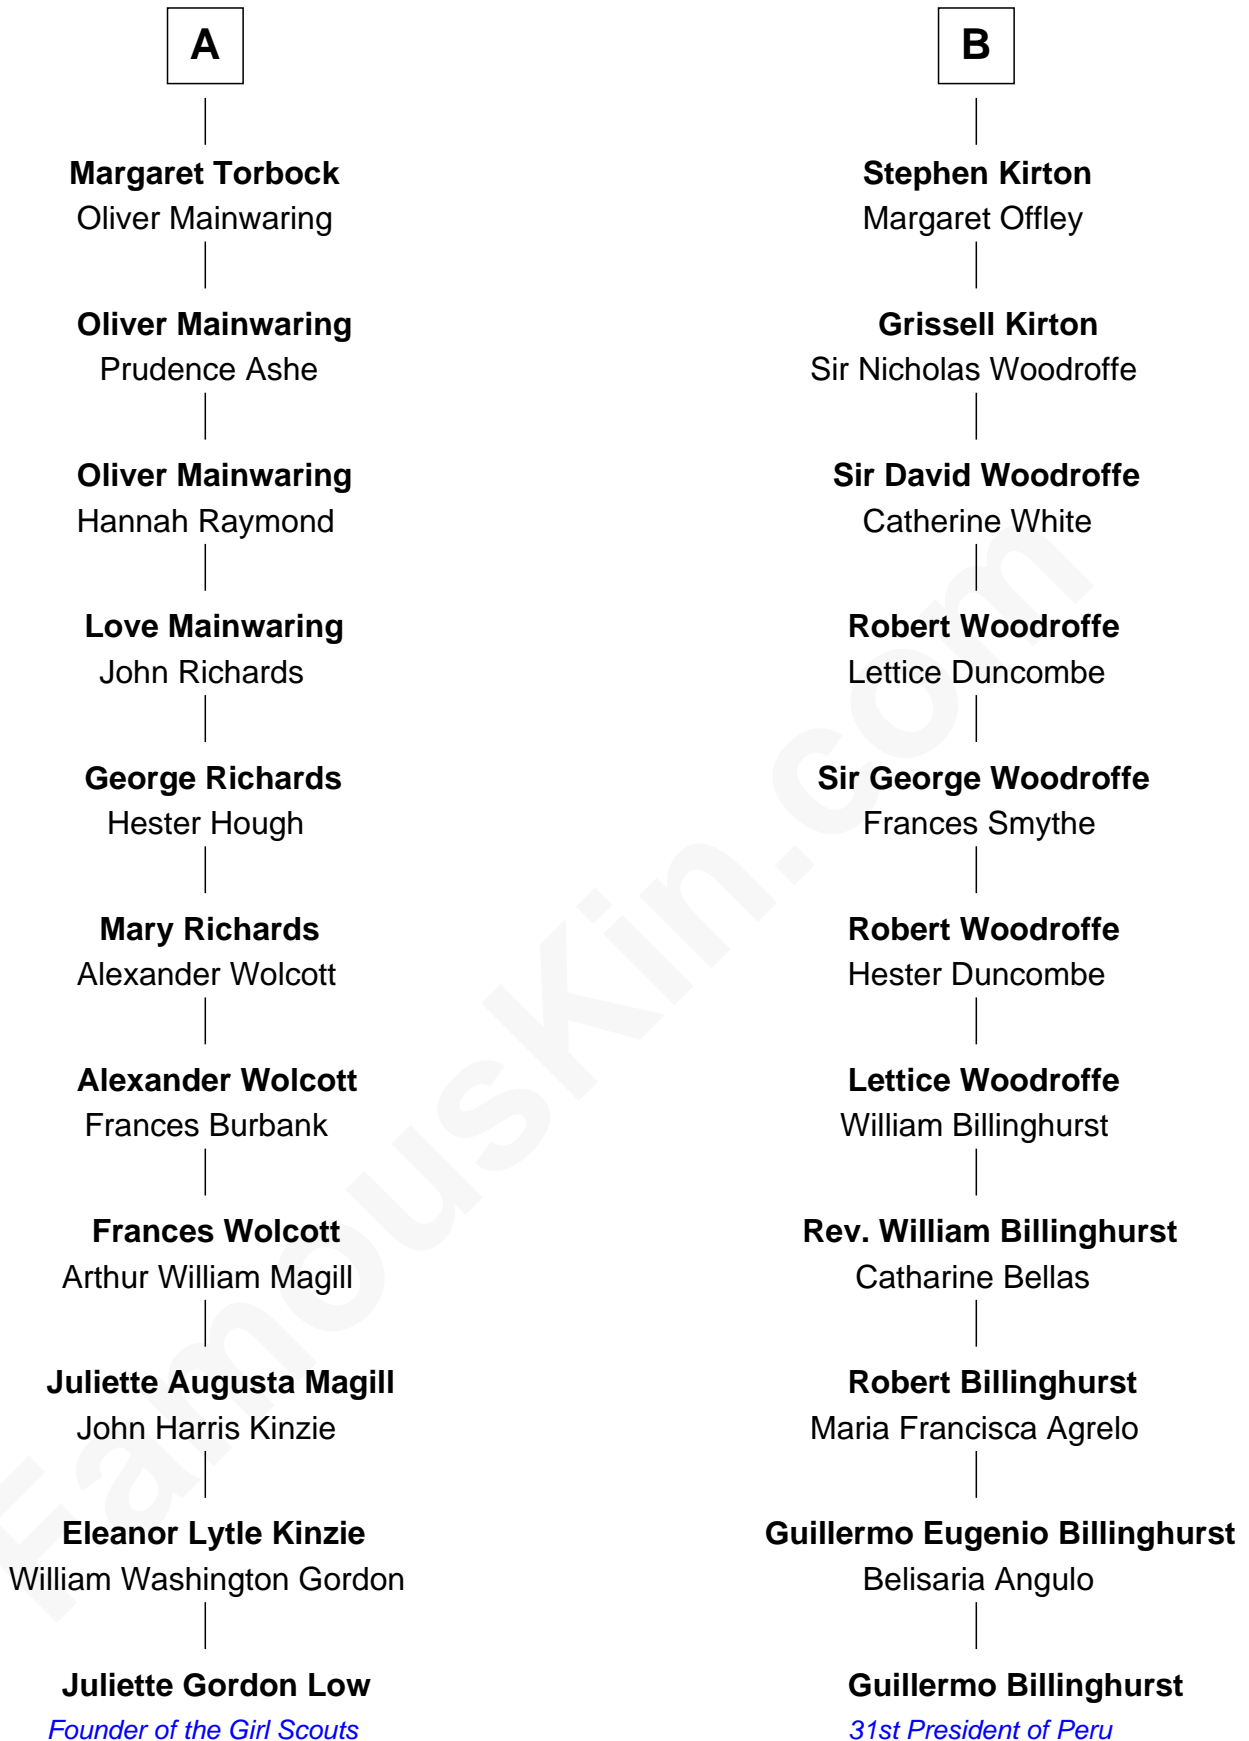 A
Margaret Torbock
Oliver Mainwaring
Oliver Mainwaring
Prudence Ashe
Oliver Mainwaring
Hannah Raymond
Love Mainwaring
John Richards
George Richards
Hester Hough
Mary Richards
Alexander Wolcott
Alexander Wolcott
Frances Burbank
Frances Wolcott
Arthur William Magill
Juliette Augusta Magill
John Harris Kinzie
Eleanor Lytle Kinzie
William Washington Gordon
Juliette Gordon Low
Founder of the Girl Scouts
B
Stephen Kirton
Margaret Offley
Grissell Kirton
Sir Nicholas Woodroffe
Sir David Woodroffe
Catherine White
Robert Woodroffe
Lettice Duncombe
Sir George Woodroffe
Frances Smythe
Robert Woodroffe
Hester Duncombe
Lettice Woodroffe
William Billinghurst
Rev. William Billinghurst
Catharine Bellas
Robert Billinghurst
Maria Francisca Agrelo
Guillermo Eugenio Billinghurst
Belisaria Angulo
Guillermo Billinghurst
31st President of Peru
FamousKin.com